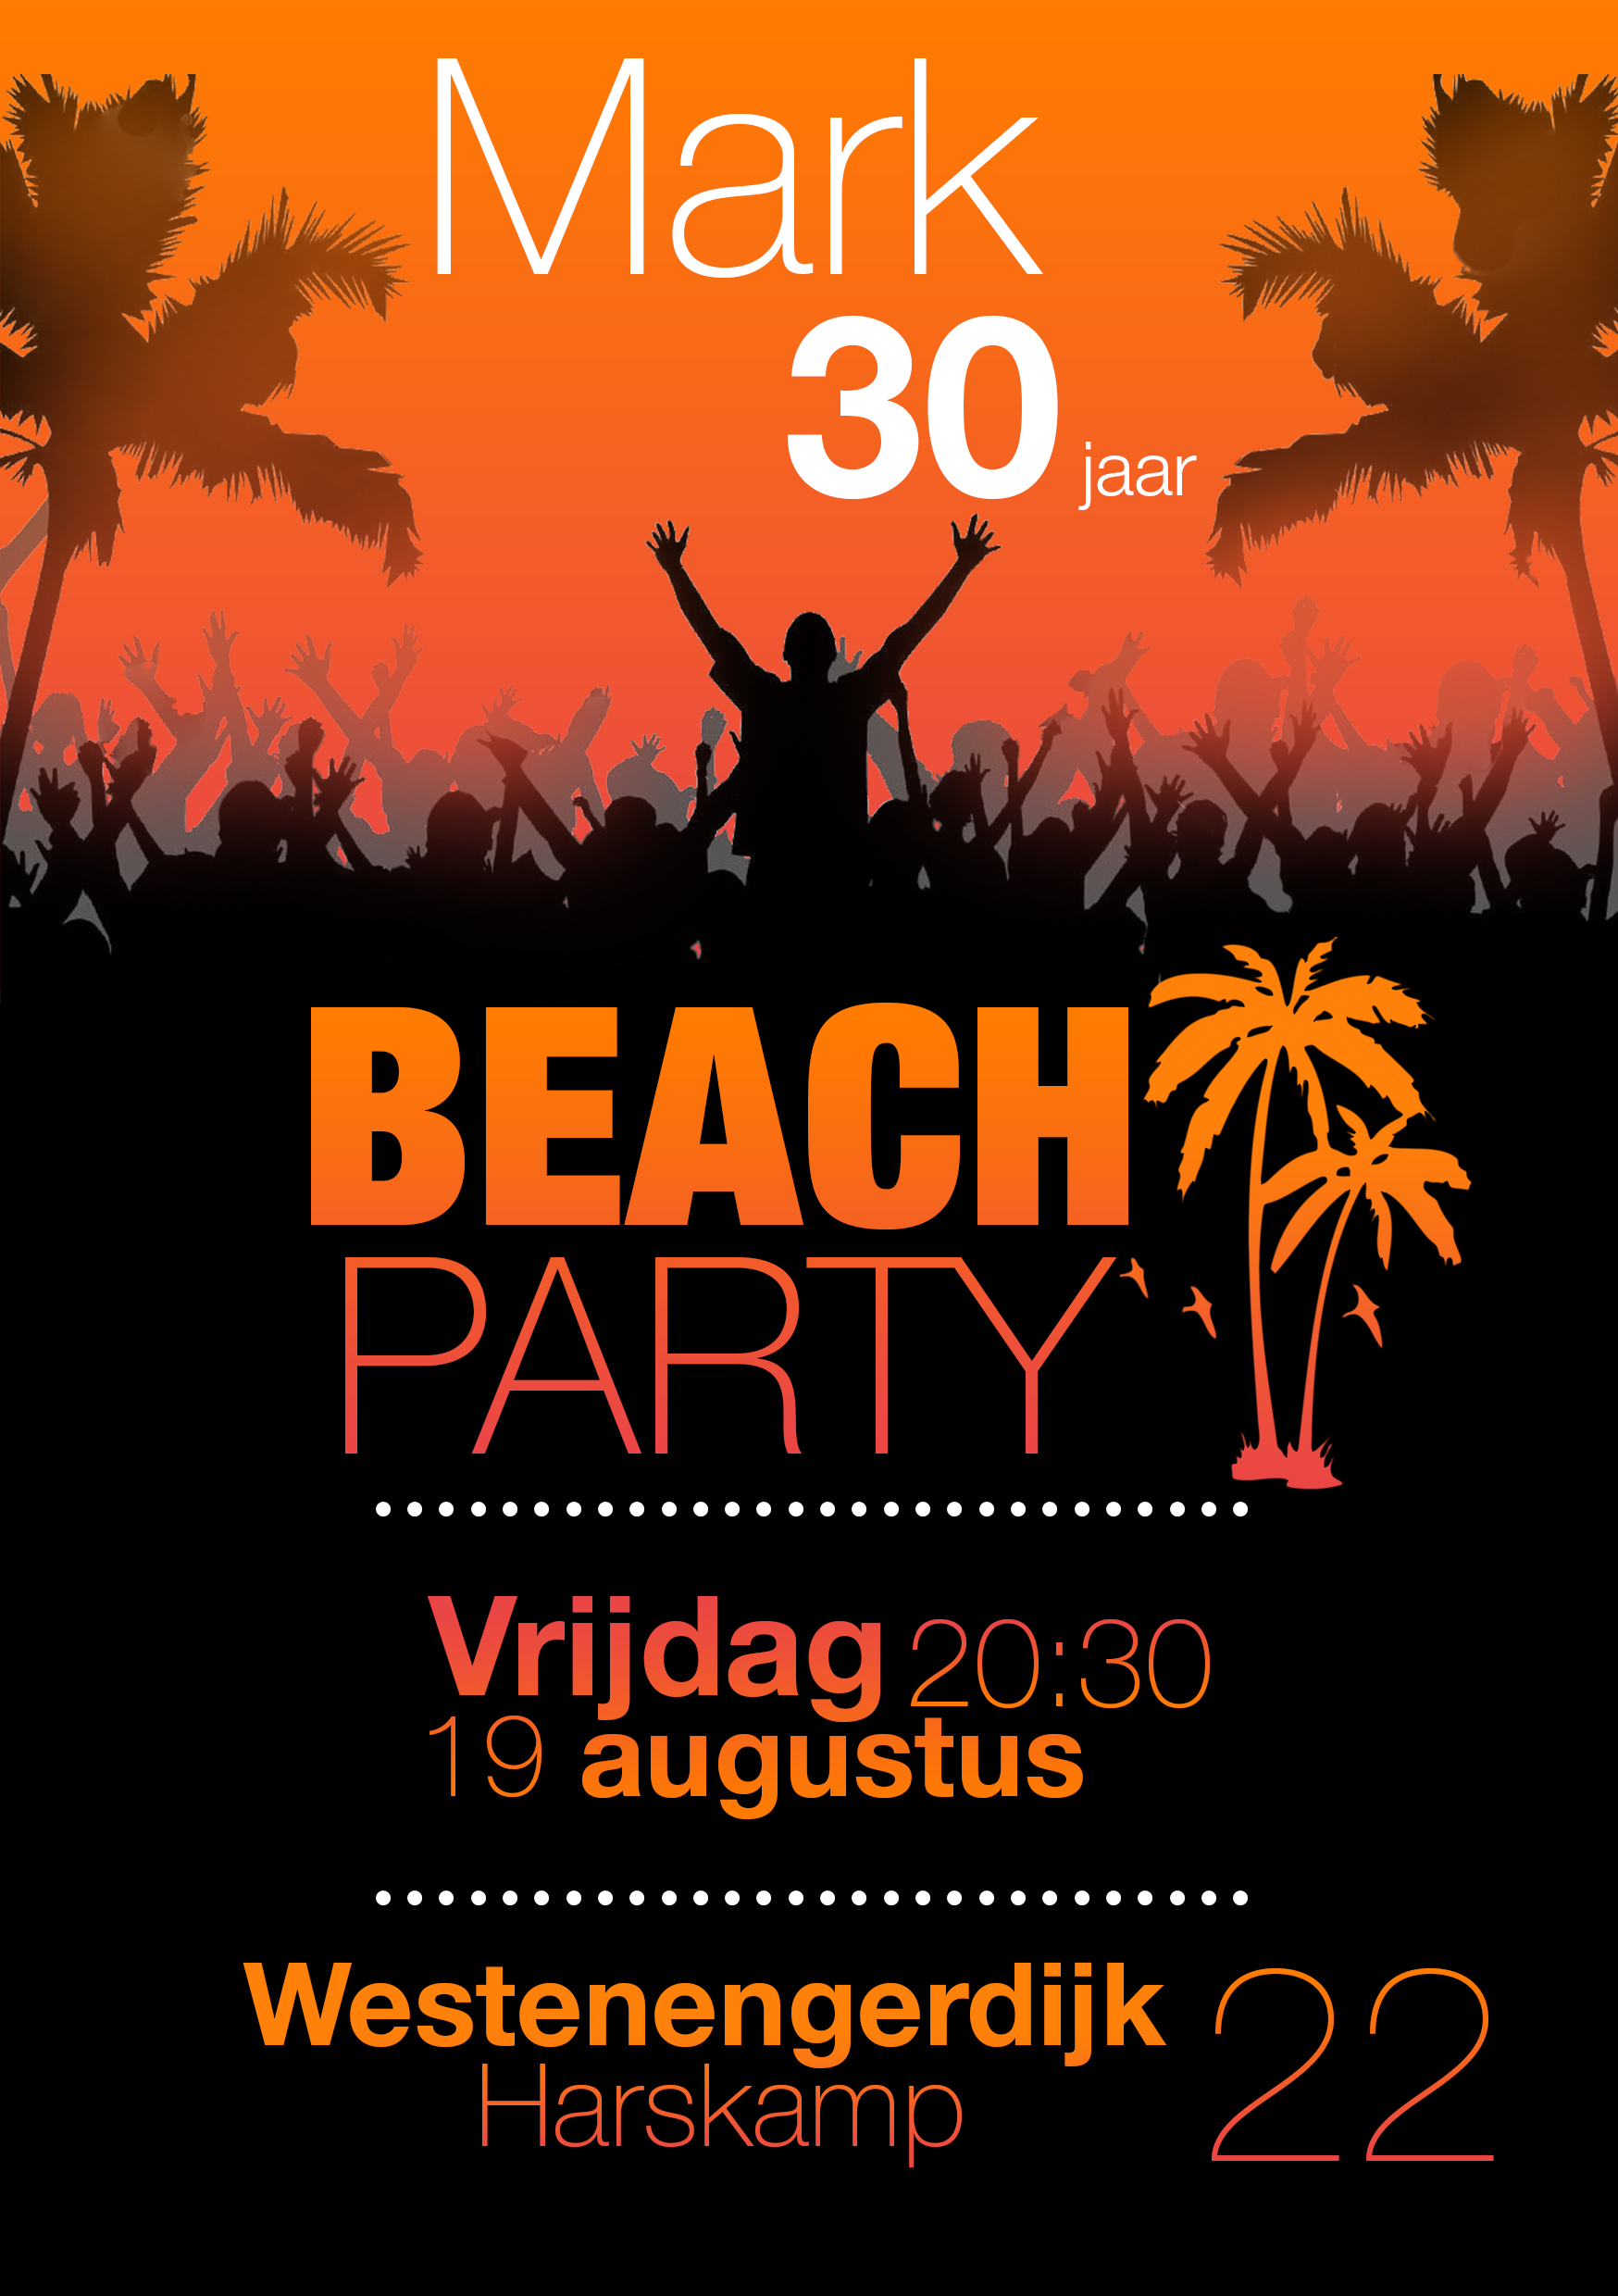 Mark
30 jaar
BEACH
PARTY
Vrijdag 20:30
19 augustus
Westenengerdijk 22
Harskamp